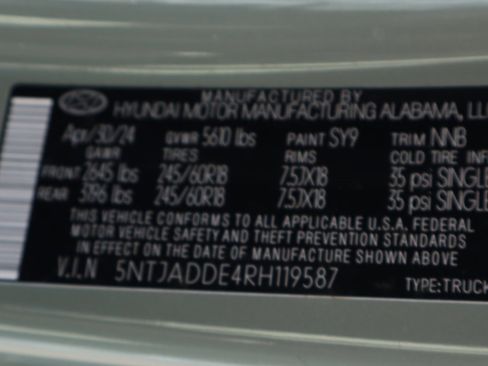 MANUFACTURED BY
HYUNDAI MOTOR MANUFACTURING ALABAMA, LL
Apr/30/24 GVWR 5610 lbs PAINT SY9 TRIM NNB
GAWR TIRES RIMS COLD TIRE INF
FRONT 2645 lbs 245/60R18 7.5JX18 35 psi SINGLE
REAR 3196 lbs 245/60R18 7.5JX18 35 psi SINGLE
THIS VEHICLE CONFORMS TO ALL APPLICABLE U.S.A. FEDERAL
MOTOR VEHICLE SAFETY AND THEFT PREVENTION STANDARDS
IN EFFECT ON THE DATE OF MANUFACTURE SHOWN ABOVE
V.I.N 5NTJADDE4RH119587 TYPE:TRUCK